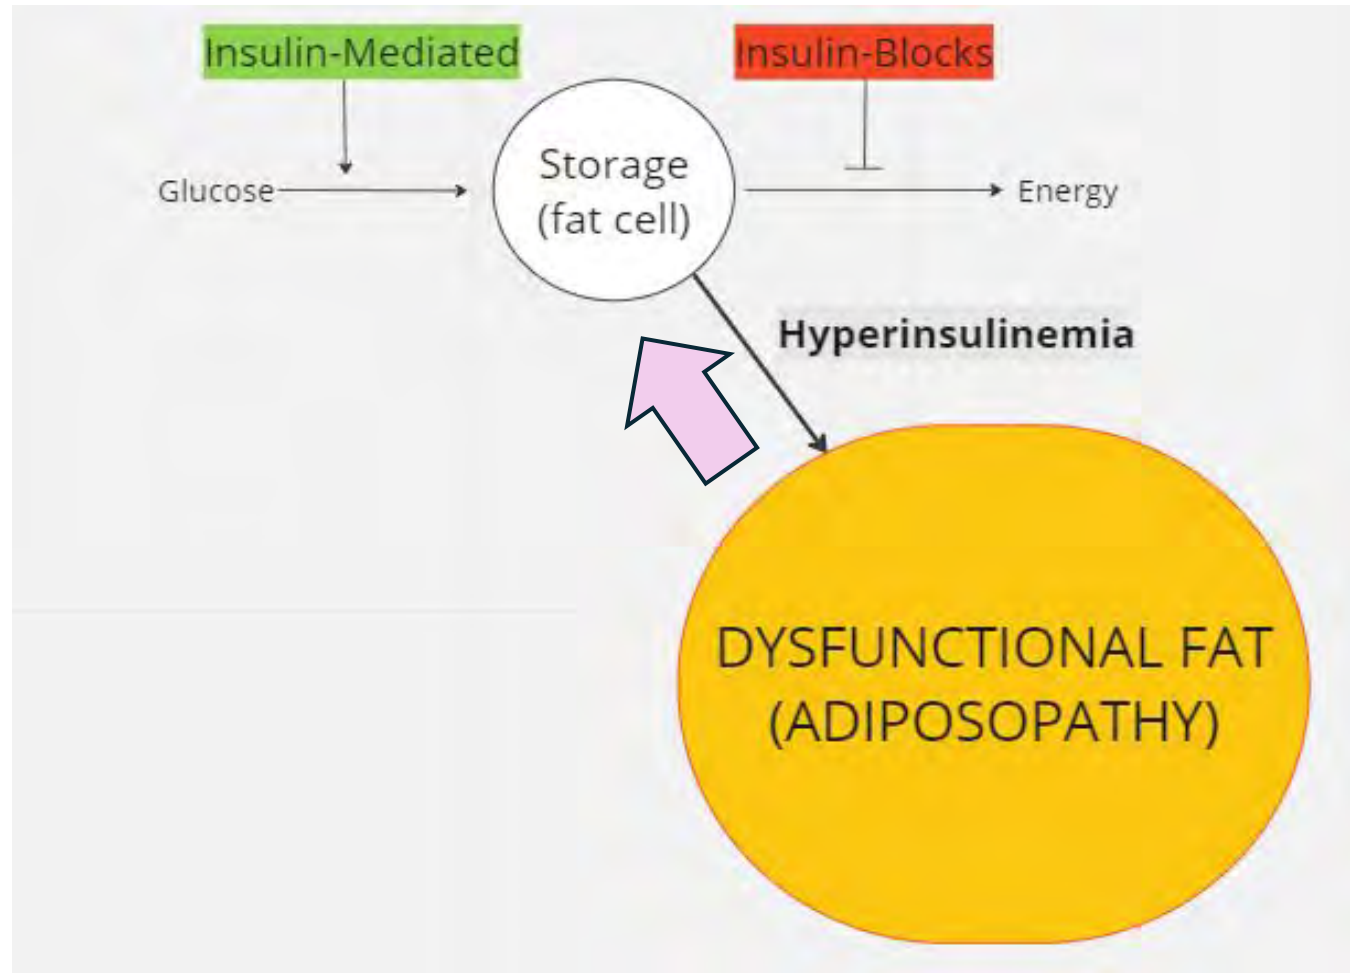 Insulin-Mediated
Insulin-Blocks
Glucose
Storage
(fat cell)
Energy
Hyperinsulinemia
DYSFUNCTIONAL FAT
(ADIPOSOPATHY)